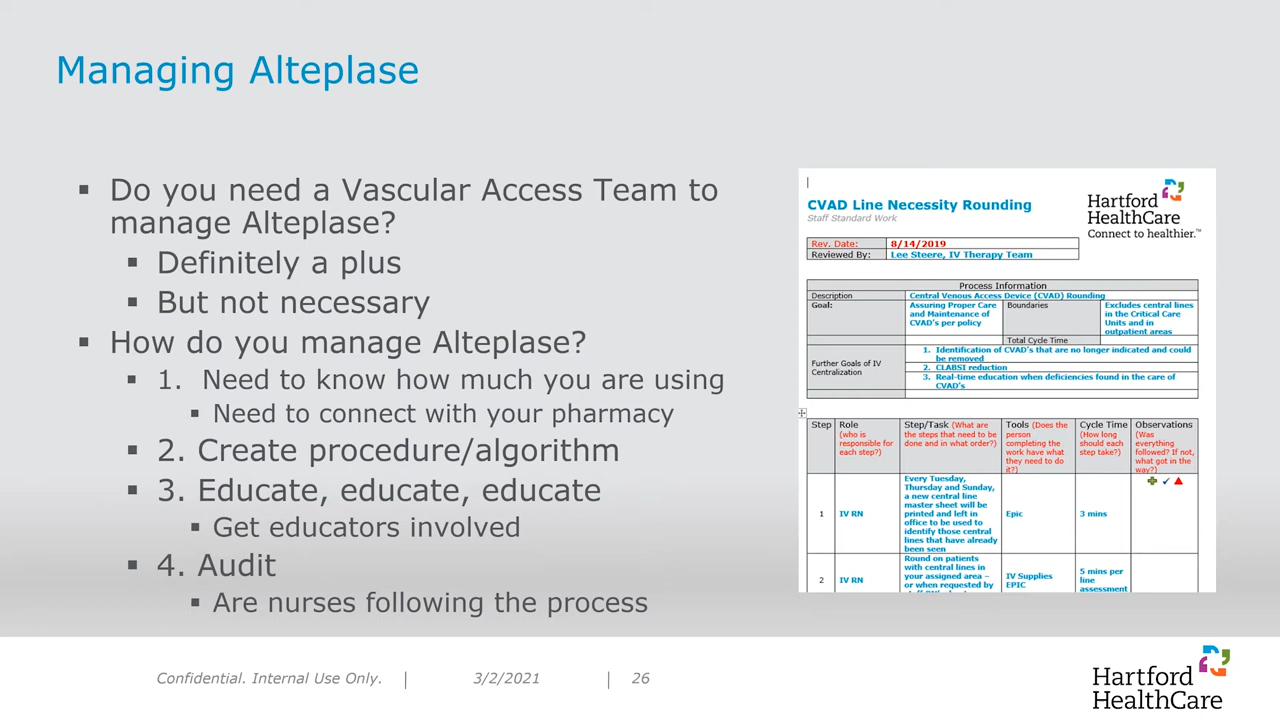 Managing Alteplase
▪ Do you need a Vascular Access Team to
manage Alteplase?
▪ Definitely a plus
▪ But not necessary
▪ How do you manage Alteplase?
▪ 1. Need to know how much you are using
▪ Need to connect with your pharmacy
▪ 2. Create procedure/algorithm
▪ 3. Educate, educate, educate
▪ Get educators involved
▪ 4. Audit
▪ Are nurses following the process
CVAD Line Necessity Rounding
Staff Standard Work
Hartford
HealthCare
Connect to healthier.™
Rev. Date: 8/14/2019
Reviewed By: Lee Steere, IV Therapy Team
Process Information
Description Central Venous Access Device (CVAD) Rounding
Goal:
Assuring Proper Care
and Maintenance of
CVAD's per policy
Boundaries
Excludes central lines
in the Critical Care
Units and in
outpatient areas
Total Cycle Time
Further Goals of IV
Centralization
1. Identification of CVAD's that are no longer indicated and could
be removed
2. CLABSI reduction
3. Real-time education when deficiencies found in the care of
CVAD's
Step
Role
(who is
responsible for
each step?)
Step/Task (What are
the steps that need to be
done and in what order?)
Tools (Does the
person
completing the
work have what
they need to do
it?)
Cycle Time
(How long
should each
step take?)
Observations
(Was
everything
followed? If not,
what got in the
way?)
1
IV RN
Every Tuesday,
Thursday and Sunday,
a new central line
master sheet will be
printed and left in
office to be used to
identify those central
lines that have already
been seen
Epic
3 mins
2
IV RN
Round on patients
with central lines in
your assigned area –
or when requested by
IV Supplies
EPIC
5 mins per
line
assessment
Confidential. Internal Use Only. | 3/2/2021 | 26
Hartford
HealthCare